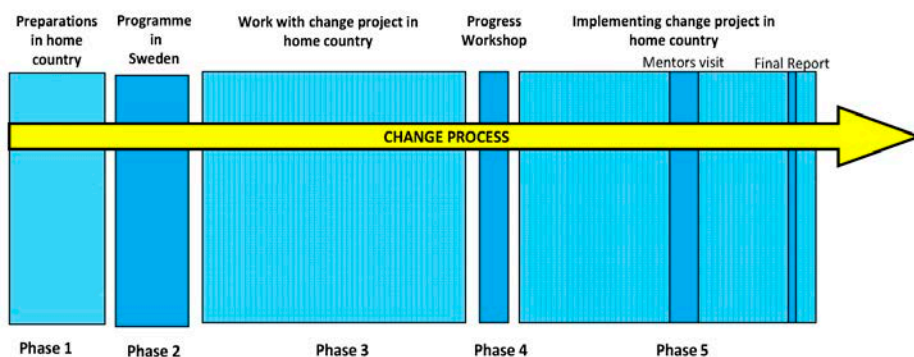 Preparations
in home
country
Programme
in
Sweden
Work with change project in
home country
Progress
Workshop
Implementing change project in
home country
Mentors visit
Final Report
CHANGE PROCESS
Phase 1
Phase 2
Phase 3
Phase 4
Phase 5